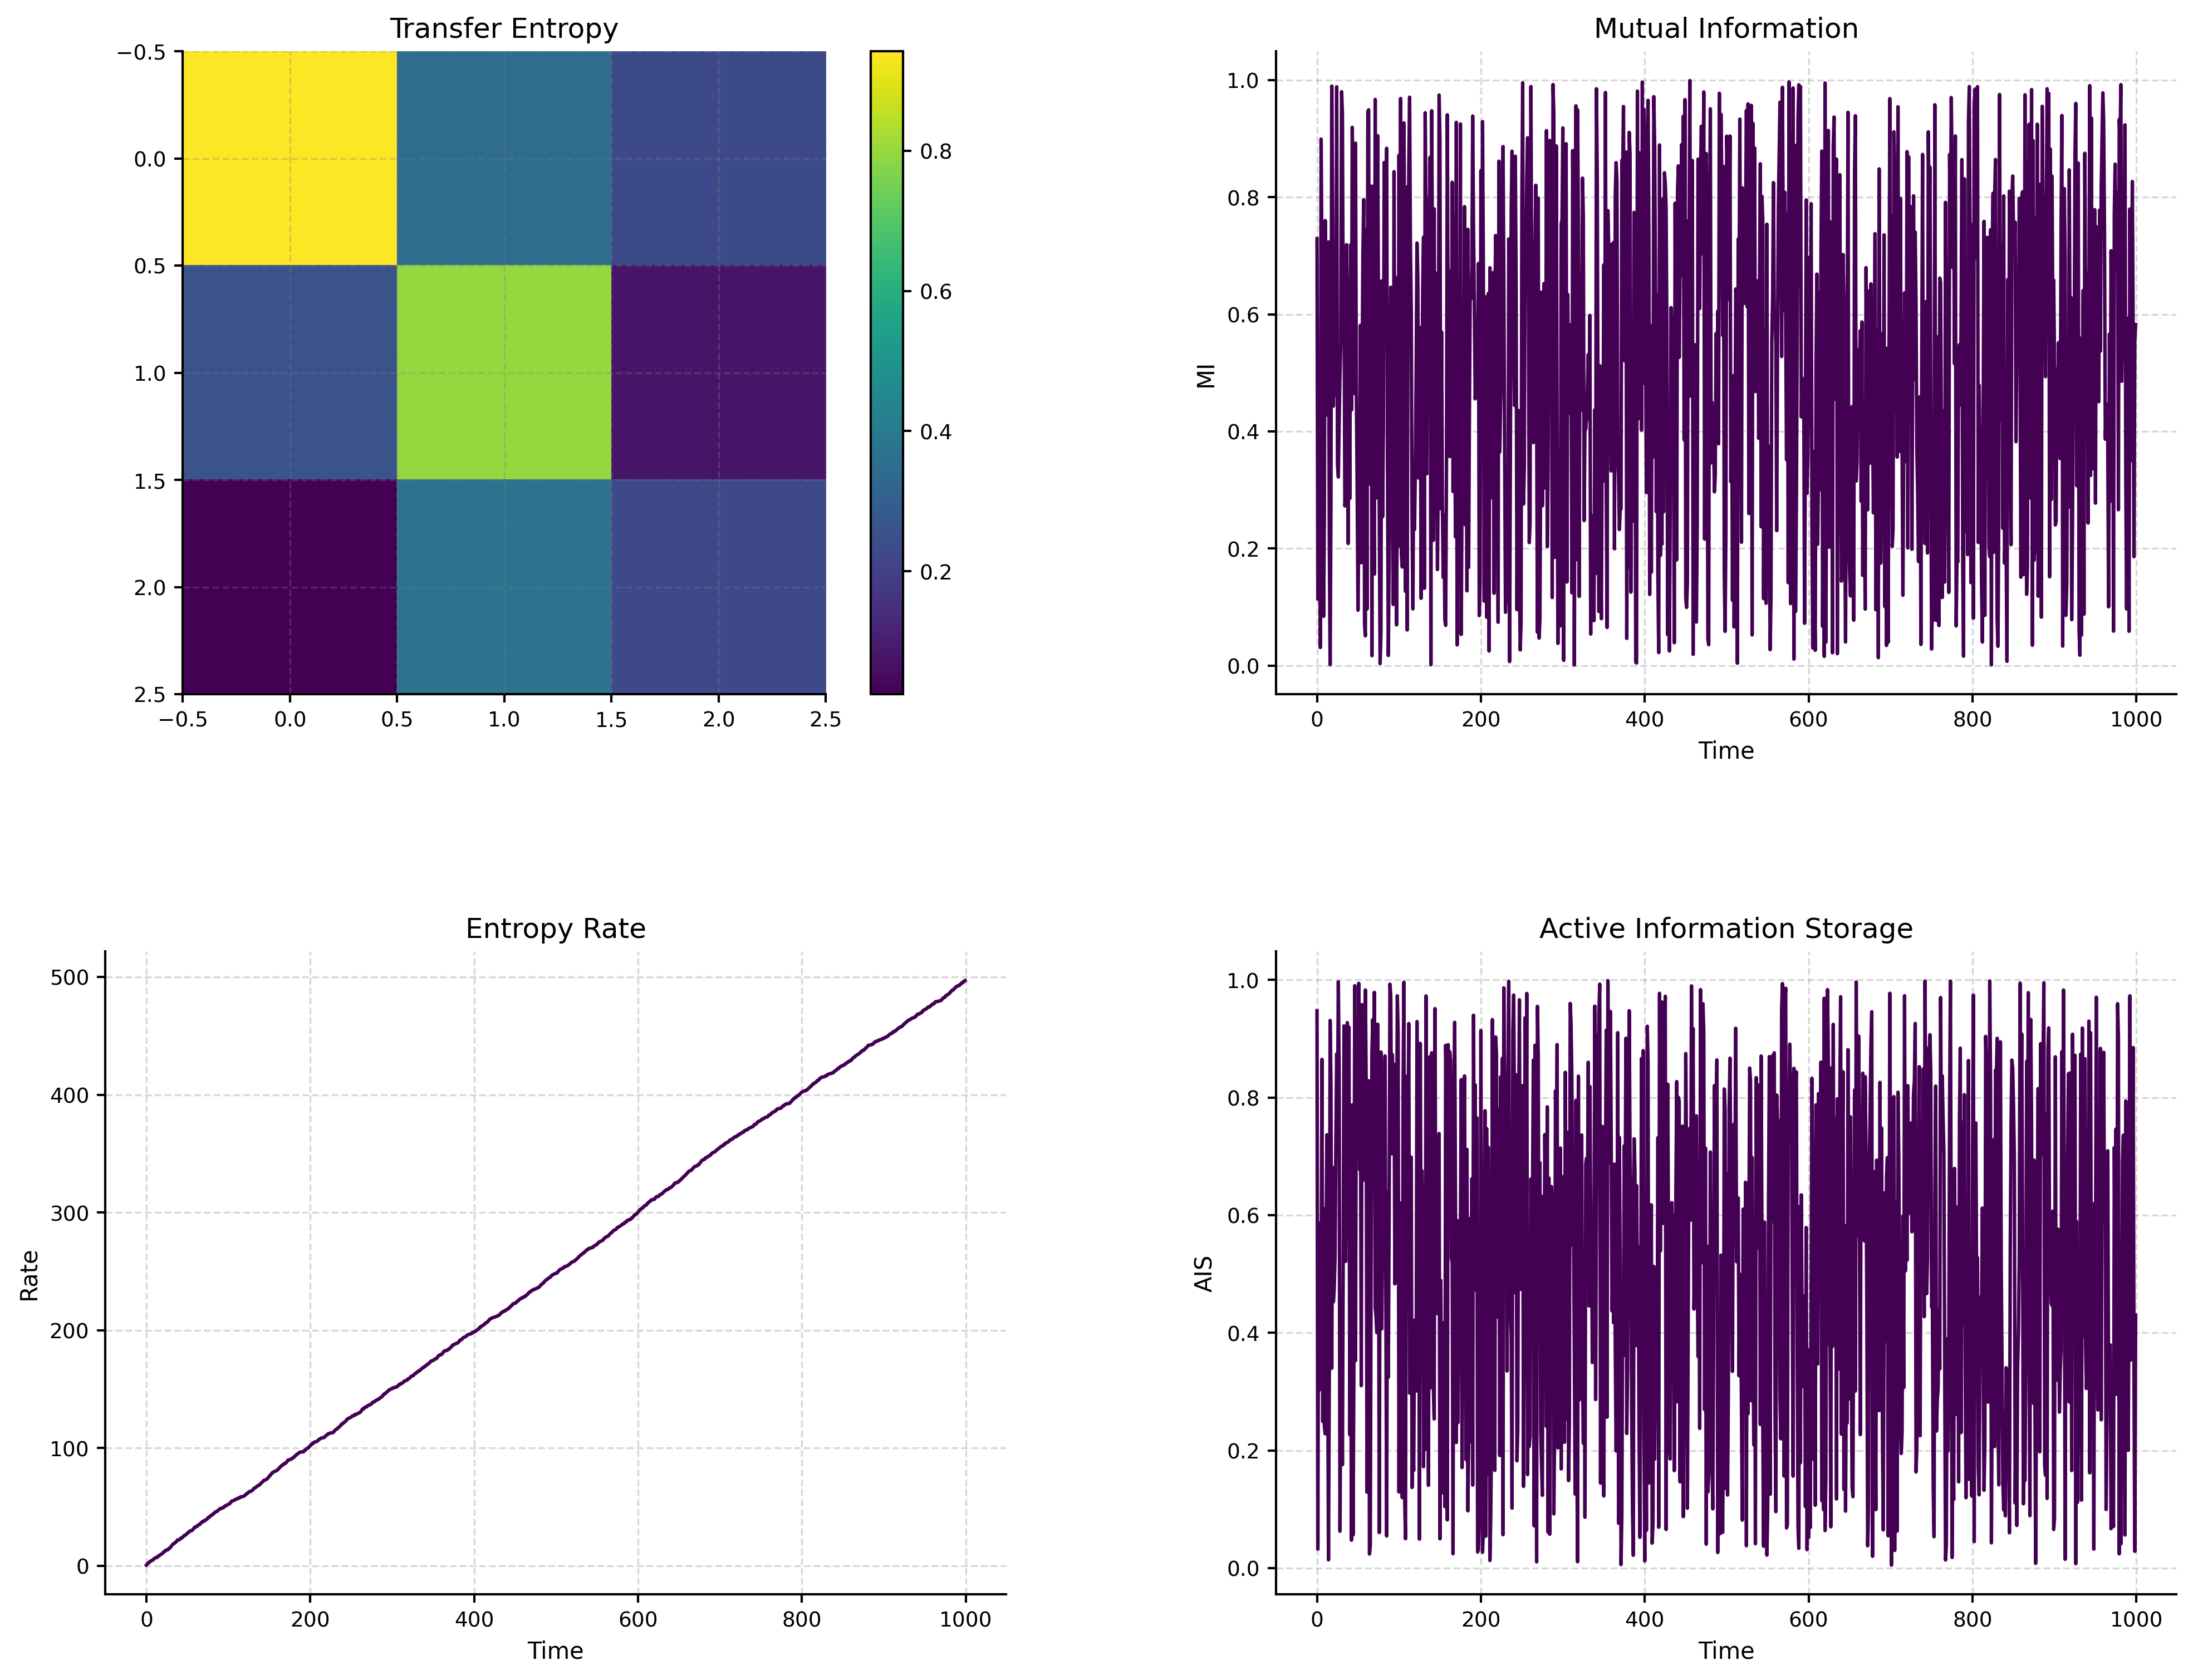 Transfer Entropy
−0.5
0.0
0.5
1.0
1.5
2.0
2.5
−0.5 0.0 0.5 1.0 1.5 2.0 2.5
0.8
0.6
0.4
0.2
Mutual Information
1.0
0.8
0.6
0.4
0.2
0.0
MI
0 200 400 600 800 1000
Time
Entropy Rate
500
400
300
200
100
0
Rate
0 200 400 600 800 1000
Time
Active Information Storage
1.0
0.8
0.6
0.4
0.2
0.0
AIS
0 200 400 600 800 1000
Time